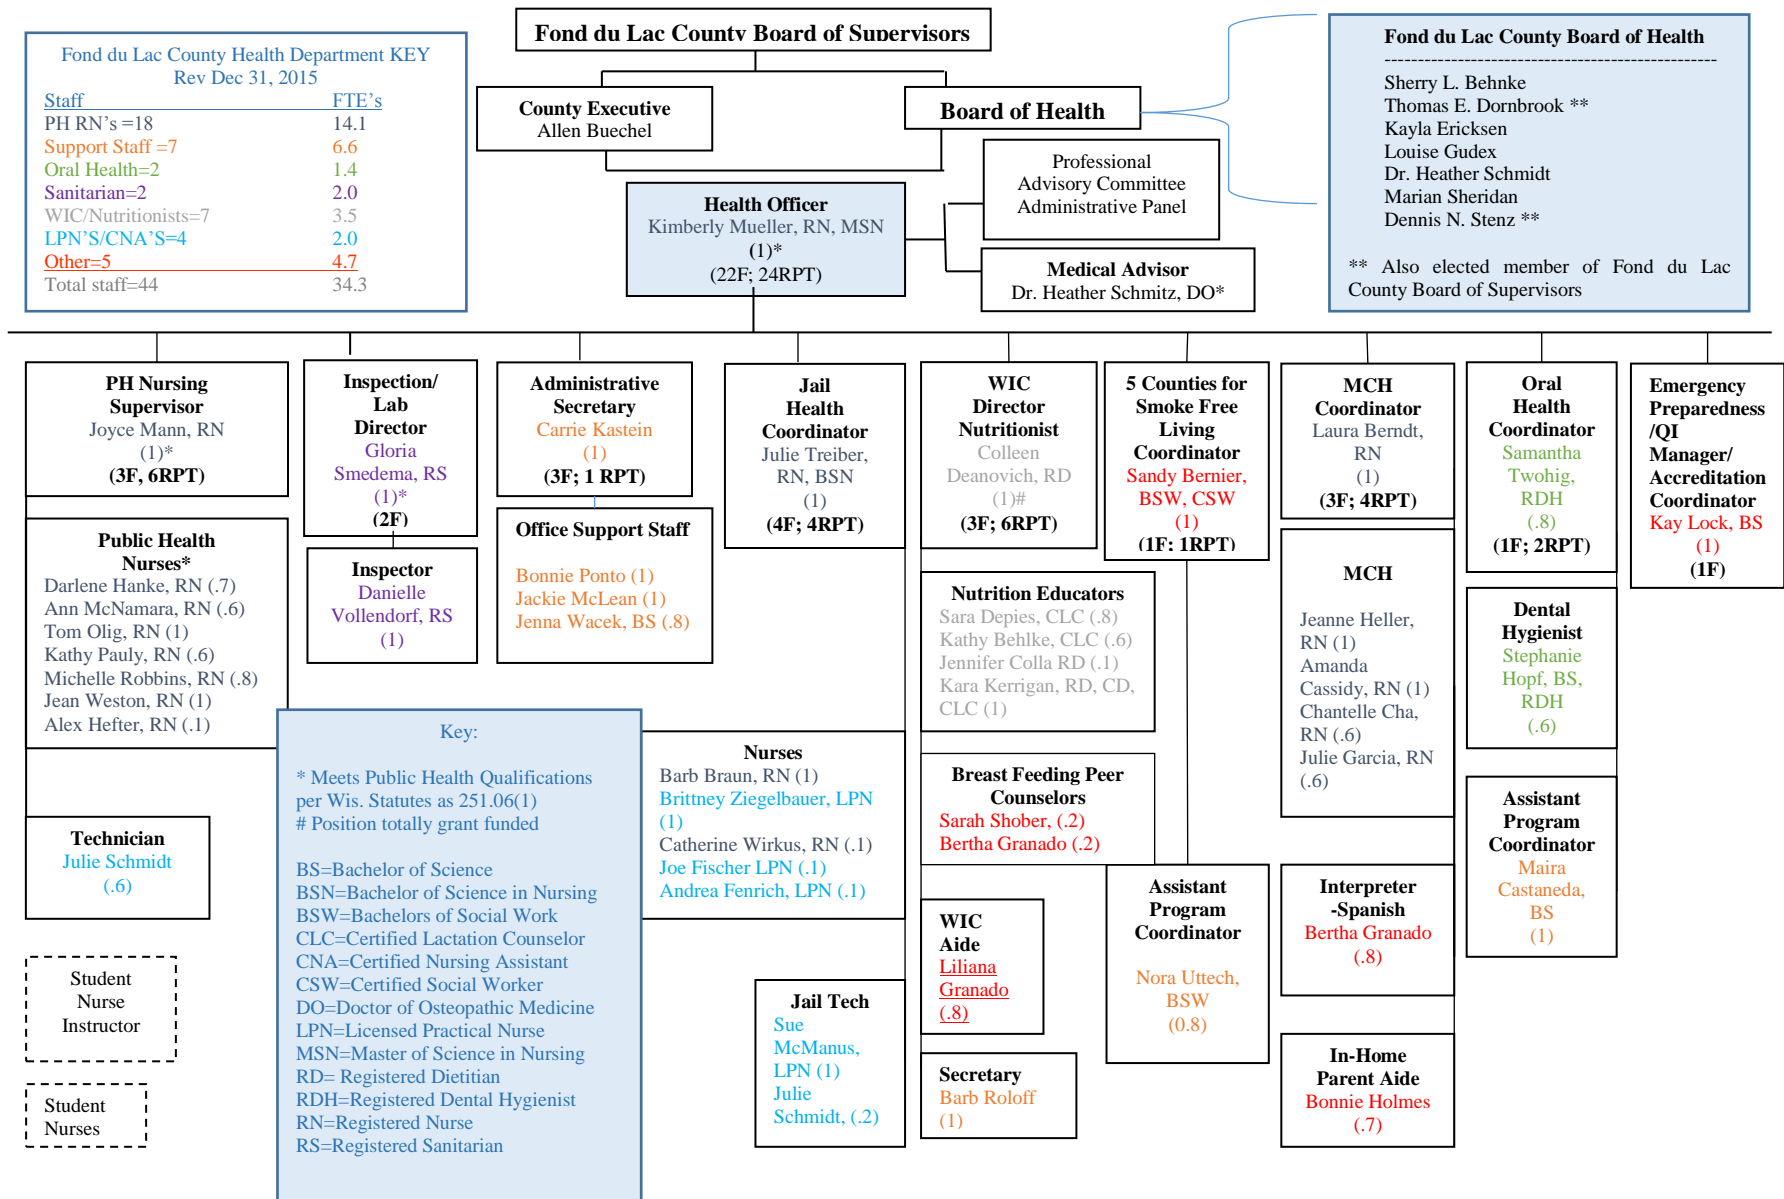 Fond du Lac County Health Department KEY
Rev Dec 31, 2015
Staff FTE's
PH RN's =18 14.1
Support Staff =7 6.6
Oral Health=2 1.4
Sanitarian=2 2.0
WIC/Nutritionists=7 3.5
LPN'S/CNA'S=4 2.0
Other=5 4.7
Total staff=44 34.3
Fond du Lac County Board of Supervisors
County Executive
Allen Buechel
Board of Health
Professional
Advisory Committee
Administrative Panel
Health Officer
Kimberly Mueller, RN, MSN
(1)*
(22F; 24RPT)
Medical Advisor
Dr. Heather Schmitz, DO*
Fond du Lac County Board of Health
--------------------------------------------------
Sherry L. Behnke
Thomas E. Dornbrook **
Kayla Ericksen
Louise Gudex
Dr. Heather Schmidt
Marian Sheridan
Dennis N. Stenz **
** Also elected member of Fond du Lac
County Board of Supervisors
PH Nursing
Supervisor
Joyce Mann, RN
(1)*
(3F, 6RPT)
Public Health
Nurses*
Darlene Hanke, RN (.7)
Ann McNamara, RN (.6)
Tom Olig, RN (1)
Kathy Pauly, RN (.6)
Michelle Robbins, RN (.8)
Jean Weston, RN (1)
Alex Hefter, RN (.1)
Technician
Julie Schmidt
(.6)
Student
Nurse
Instructor
Student
Nurses
Inspection/
Lab
Director
Gloria
Smedema, RS
(1)*
(2F)
Inspector
Danielle
Vollendorf, RS
(1)
Administrative
Secretary
Carrie Kastein
(1)
(3F; 1 RPT)
Office Support Staff
Bonnie Ponto (1)
Jackie McLean (1)
Jenna Wacek, BS (.8)
Key:
* Meets Public Health Qualifications
per Wis. Statutes as 251.06(1)
# Position totally grant funded
BS=Bachelor of Science
BSN=Bachelor of Science in Nursing
BSW=Bachelors of Social Work
CLC=Certified Lactation Counselor
CNA=Certified Nursing Assistant
CSW=Certified Social Worker
DO=Doctor of Osteopathic Medicine
LPN=Licensed Practical Nurse
MSN=Master of Science in Nursing
RD= Registered Dietitian
RDH=Registered Dental Hygienist
RN=Registered Nurse
RS=Registered Sanitarian
Jail
Health
Coordinator
Julie Treiber,
RN, BSN
(1)
(4F; 4RPT)
Nurses
Barb Braun, RN (1)
Brittney Ziegelbauer, LPN
(1)
Catherine Wirkus, RN (.1)
Joe Fischer LPN (.1)
Andrea Fenrich, LPN (.1)
Jail Tech
Sue
McManus,
LPN (1)
Julie
Schmidt, (.2)
WIC
Director
Nutritionist
Colleen
Deanovich, RD
(1)#
(3F; 6RPT)
Nutrition Educators
Sara Depies, CLC (.8)
Kathy Behlke, CLC (.6)
Jennifer Colla RD (.1)
Kara Kerrigan, RD, CD,
CLC (1)
Breast Feeding Peer
Counselors
Sarah Shober, (.2)
Bertha Granado (.2)
WIC
Aide
Liliana
Granado
(.8)
Secretary
Barb Roloff
(1)
5 Counties for
Smoke Free
Living
Coordinator
Sandy Bernier,
BSW, CSW
(1)
(1F; 1RPT)
Assistant
Program
Coordinator
Nora Uttech,
BSW
(0.8)
MCH
Coordinator
Laura Berndt,
RN
(1)
(3F; 4RPT)
MCH
Jeanne Heller,
RN (1)
Amanda
Cassidy, RN (1)
Chantelle Cha,
RN (.6)
Julie Garcia, RN
(.6)
Interpreter
-Spanish
Bertha Granado
(.8)
In-Home
Parent Aide
Bonnie Holmes
(.7)
Oral
Health
Coordinator
Samantha
Twohig,
RDH
(.8)
(1F; 2RPT)
Dental
Hygienist
Stephanie
Hopf, BS,
RDH
(.6)
Assistant
Program
Coordinator
Maira
Castaneda,
BS
(1)
Emergency
Preparedness
/QI
Manager/
Accreditation
Coordinator
Kay Lock, BS
(1)
(1F)